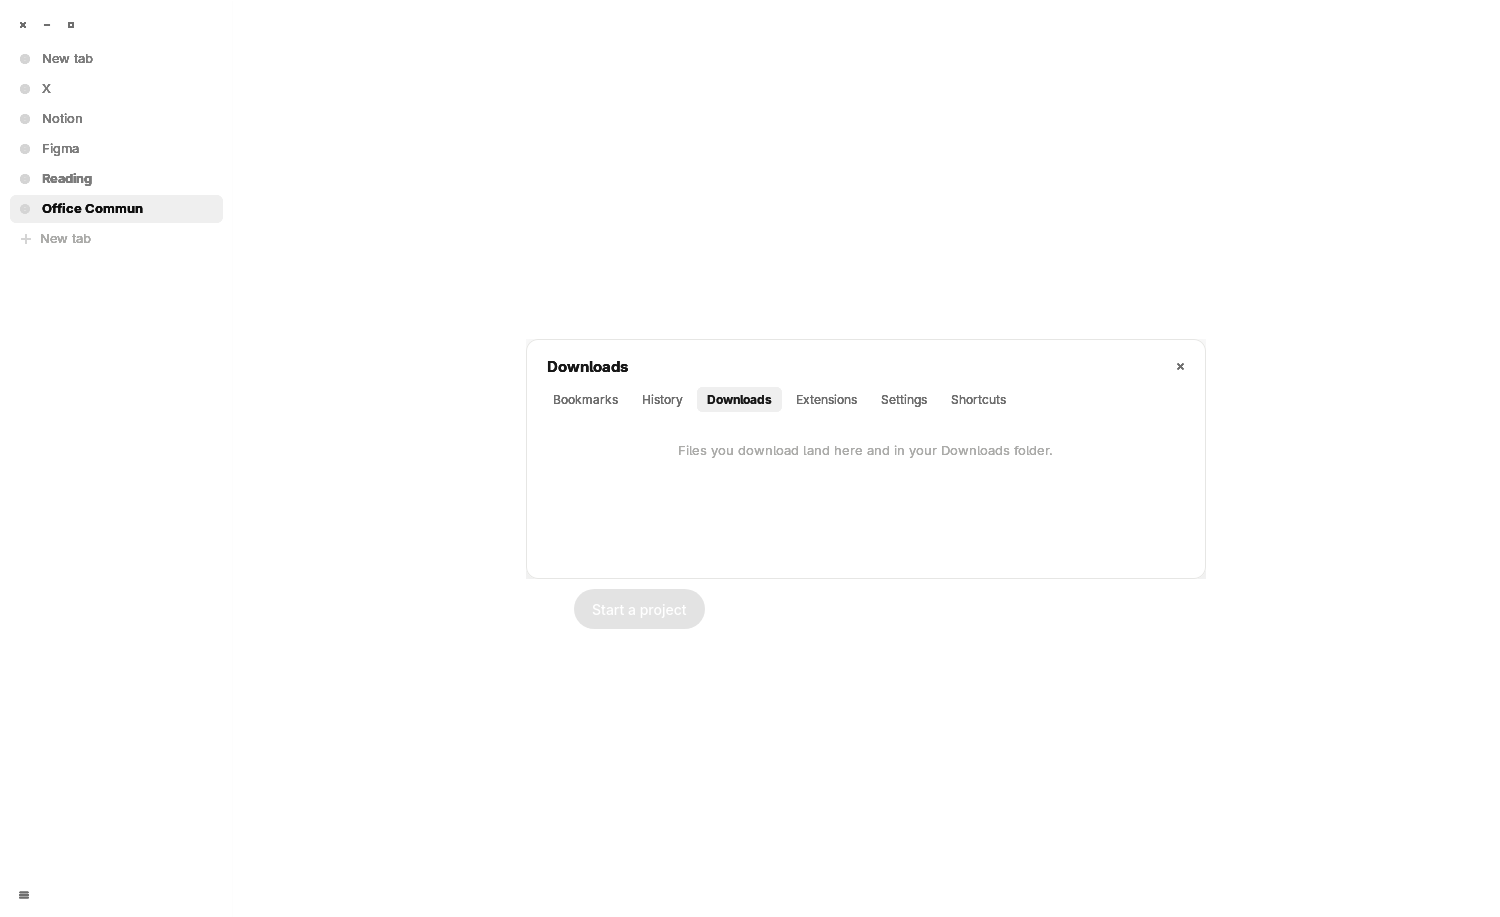 New tab
X
Notion
Figma
Reading
Office Commun
New tab
Downloads
Bookmarks History Downloads Extensions Settings Shortcuts
Files you download land here and in your Downloads folder.
Start a project